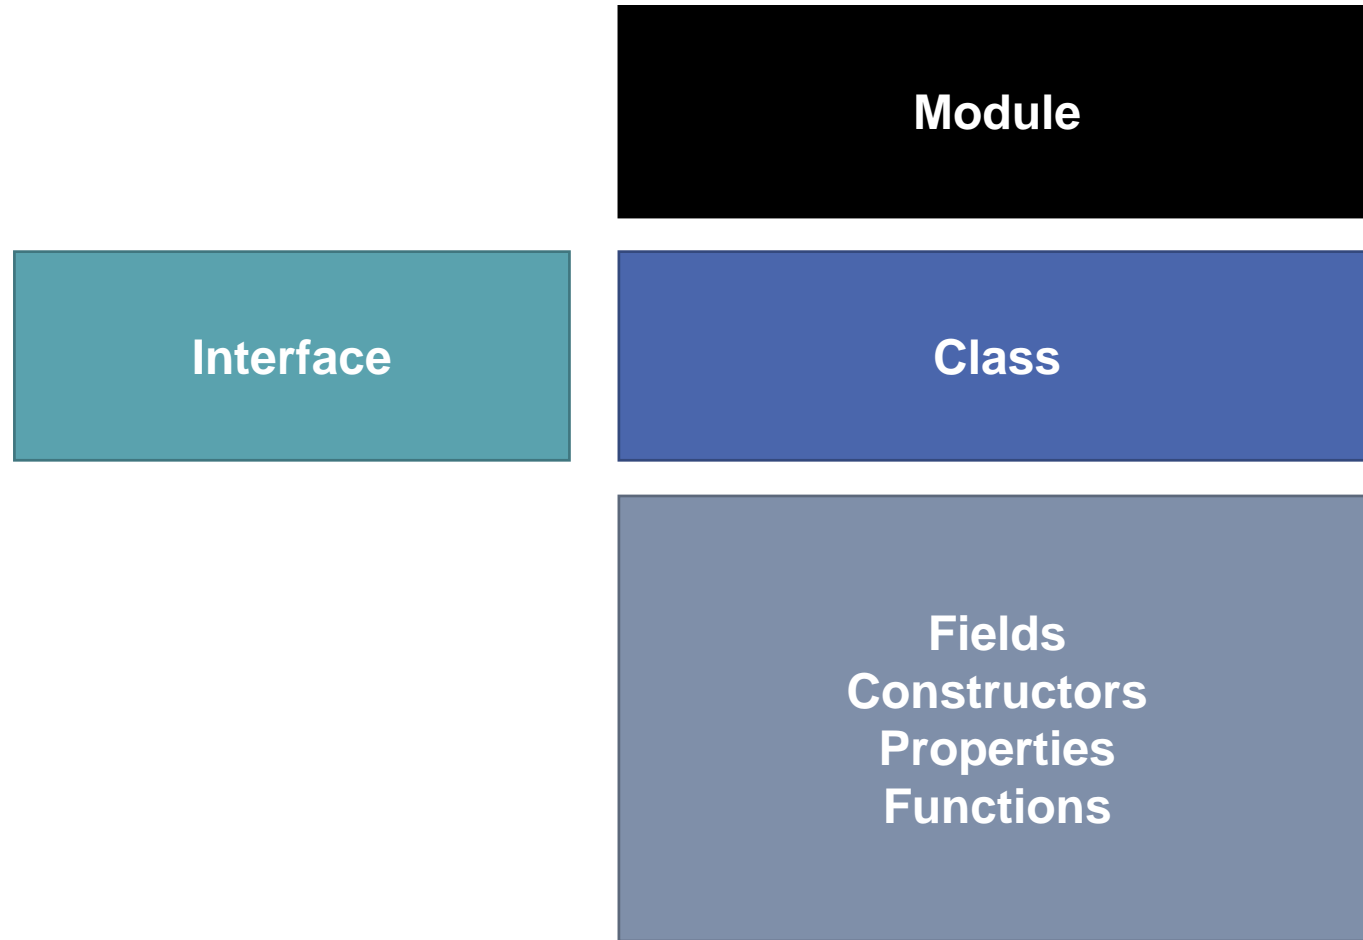 Module
Interface
Class
Fields
Constructors
Properties
Functions